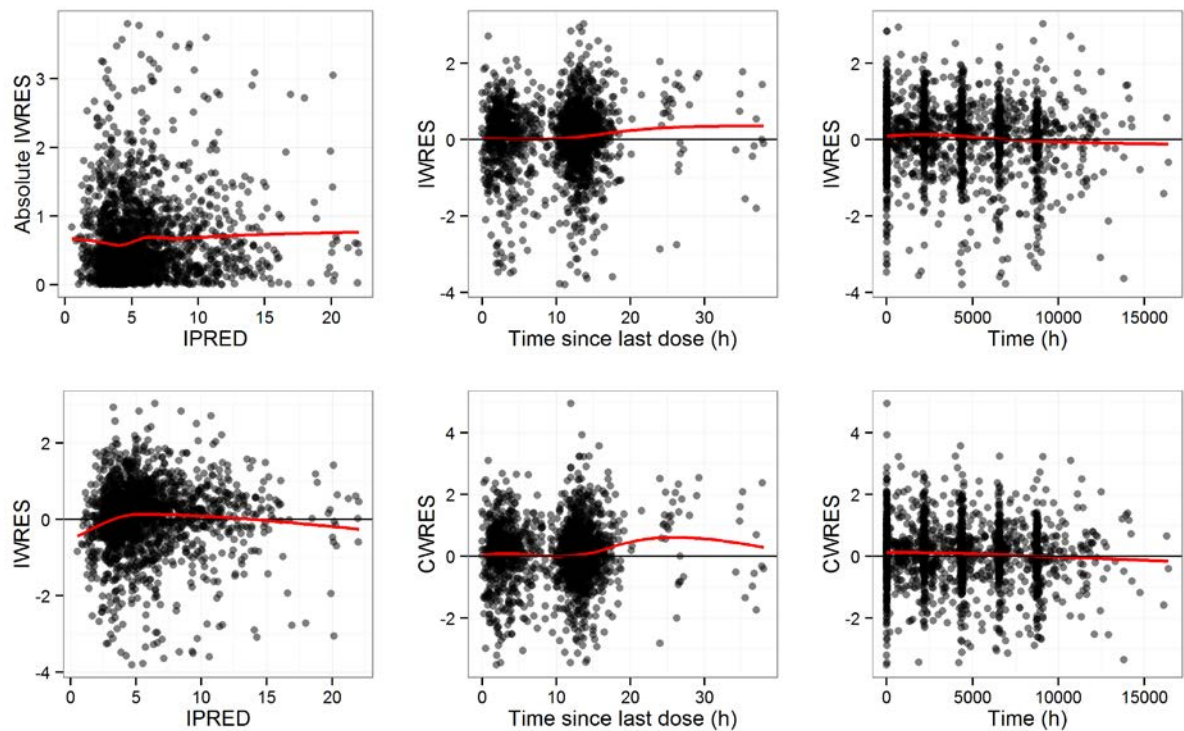 Absolute IWRES
3
2
1
0
0 5 10 15 20
IPRED
IWRES
2
0
-2
-4
0 10 20 30
Time since last dose (h)
IWRES
2
0
-2
-4
0 5000 10000 15000
Time (h)
IWRES
2
0
-2
-4
0 5 10 15 20
IPRED
CWRES
4
2
0
-2
0 10 20 30
Time since last dose (h)
CWRES
4
2
0
-2
0 5000 10000 15000
Time (h)